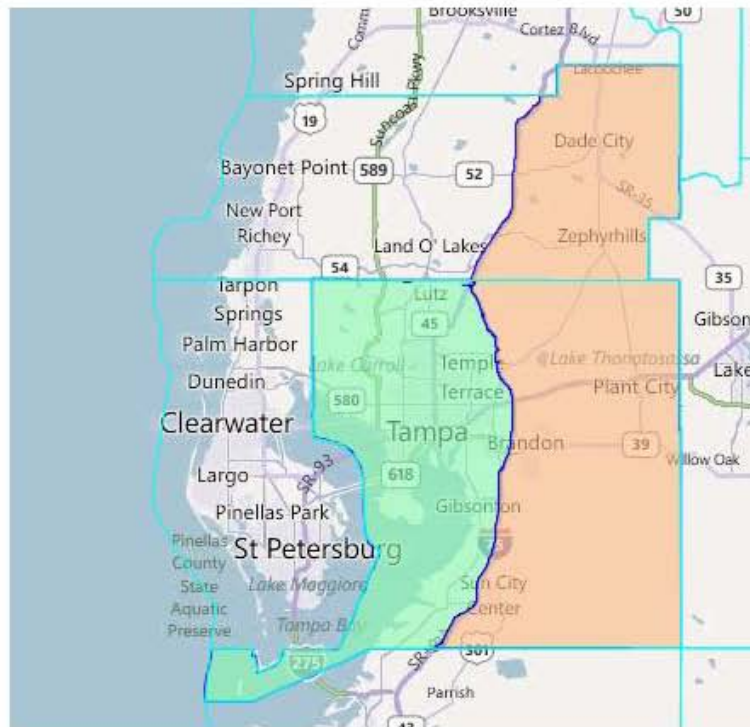 Brooksville
50
Cortez Blvd
Comm
Lacoochee
Spring Hill
Suncoast Pkwy
19
Dade City
Bayonet Point
589
52
SR-35
New Port
Richey
Zephyrhills
Land O' Lakes
54
35
Tarpon
Springs
Lutz
45
Gibson
Palm Harbor
Lake Carroll
Temple
Terrace
Lake Thonotosassa
Lake
Dunedin
580
Plant City
Clearwater
Tampa
Brandon
39
Willow Oak
Largo
SR-93
618
Pinellas Park
Gibsonton
Pinellas
County
State
Aquatic
Preserve
St Petersburg
Lake Maggiore
Sun City
Center
Tampa Bay
275
301
Parrish